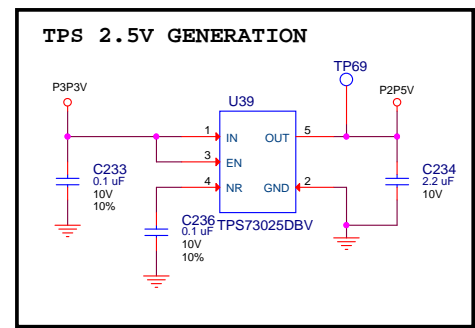 TPS 2.5V GENERATION
TP69
P3P3V
P2P5V
U39
1 IN OUT 5
3 EN
4 NR GND 2
C233
0.1 uF
10V
10%
C234
2.2 uF
10V
C236
0.1 uF
10V
10%
TPS73025DBV